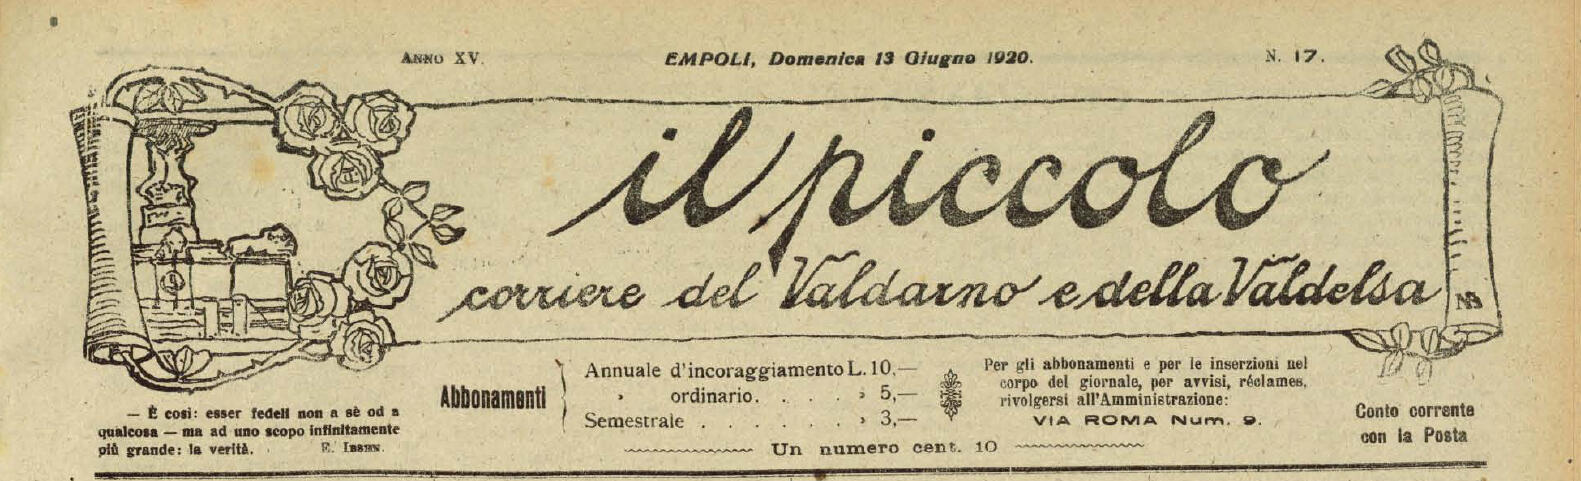 ANNO XV.
EMPOLI, Domenica 13 Giugno 1920.
N. 17.
il piccolo
corriere del Valdarno e della Valdelsa
NB
— È così: esser fedeli non a sè od a
qualcosa — ma ad uno scopo infinitamente
più grande: la verità. E. IBSEN.
Abbonamenti
Annuale d'incoraggiamento L. 10,—
» ordinario. . . . . » 5,—
Semestrale . . . . . . . » 3,—
Un numero cent. 10
Per gli abbonamenti e per le inserzioni nel
corpo del giornale, per avvisi, réclames,
rivolgersi all'Amministrazione:
VIA ROMA Num. 9.
Conto corrente
con la Posta